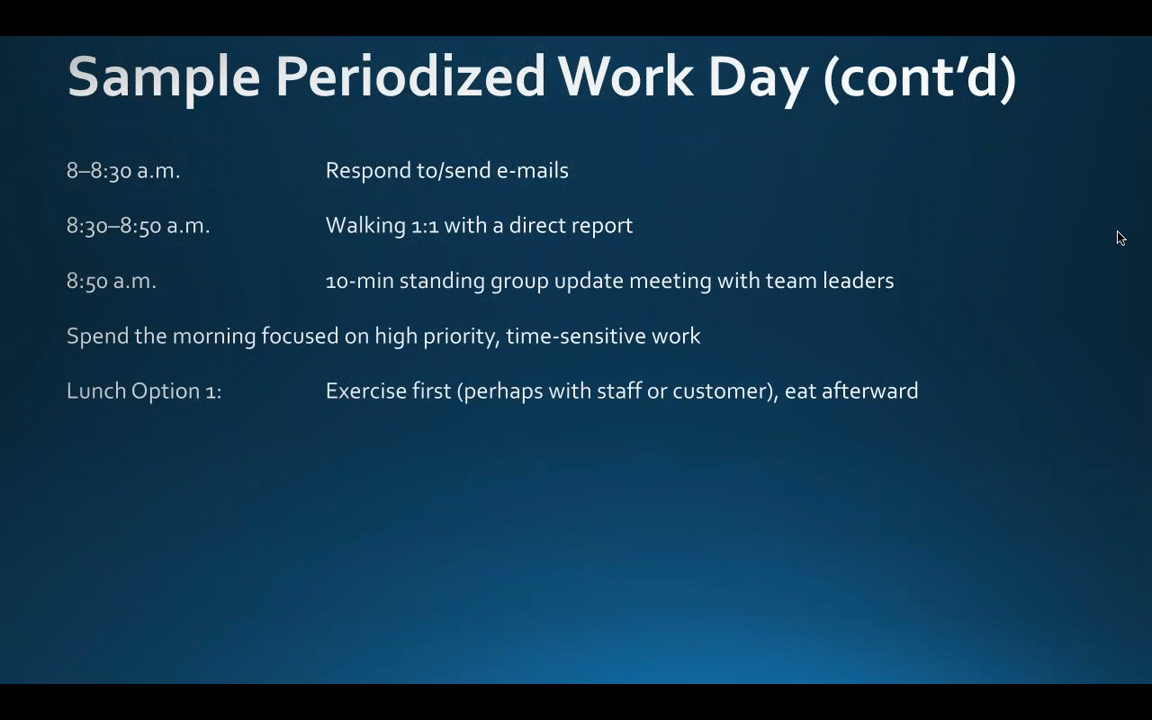 Sample Periodized Work Day (cont’d)
8–8:30 a.m. Respond to/send e-mails
8:30–8:50 a.m. Walking 1:1 with a direct report
8:50 a.m. 10-min standing group update meeting with team leaders
Spend the morning focused on high priority, time-sensitive work
Lunch Option 1: Exercise first (perhaps with staff or customer), eat afterward